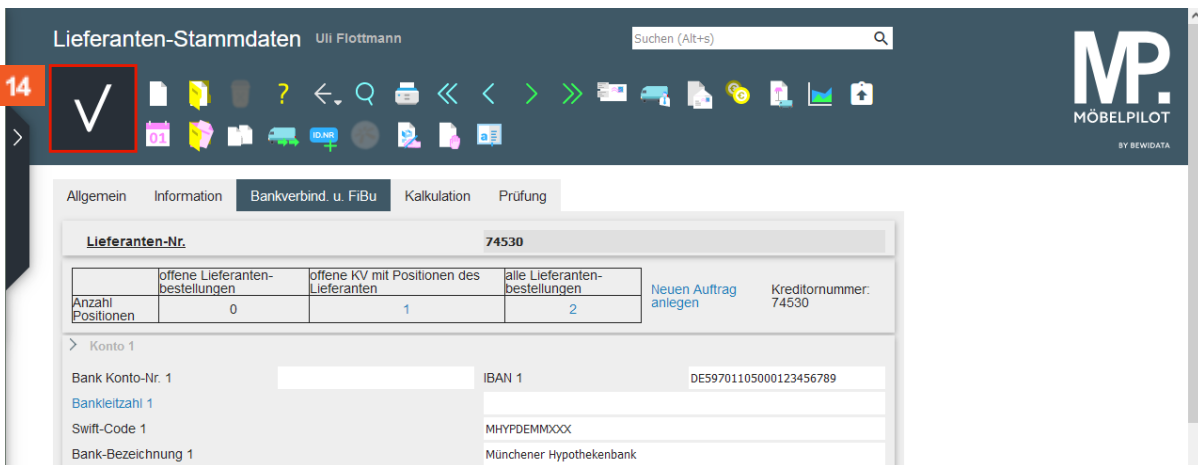 Lieferanten-Stammdaten Uli Flottmann
Suchen (Alt+s)
14
?
01
ID.NR
a
MP.
MÖBELPILOT
BY BEWIDATA
Allgemein Information Bankverbind. u. FiBu Kalkulation Prüfung
Lieferanten-Nr. 74530
offene Lieferanten-
bestellungen
offene KV mit Positionen des
Lieferanten
alle Lieferanten-
bestellungen
Anzahl
Positionen
0 1 2
Neuen Auftrag
anlegen
Kreditornummer:
74530
Konto 1
Bank Konto-Nr. 1 IBAN 1 DE59701105000123456789
Bankleitzahl 1
Swift-Code 1 MHYPDEMMXXX
Bank-Bezeichnung 1 Münchener Hypothekenbank